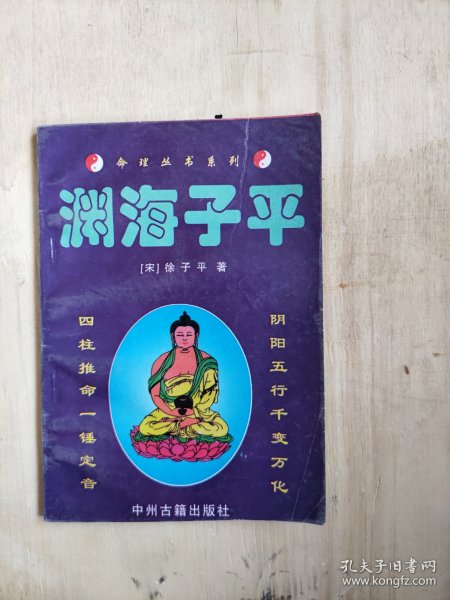 命理丛书系列
渊海子平
[宋]徐子平 著
四柱推命一锤定音
阴阳五行千变万化
中州古籍出版社
孔夫子旧书网
www.kongfz.com